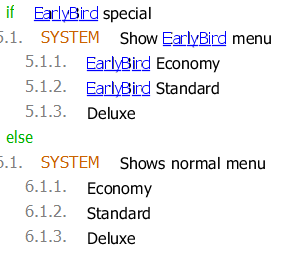 if EarlyBird special
5.1. SYSTEM Show EarlyBird menu
5.1.1. EarlyBird Economy
5.1.2. EarlyBird Standard
5.1.3. Deluxe
else
5.1. SYSTEM Shows normal menu
6.1.1. Economy
6.1.2. Standard
6.1.3. Deluxe